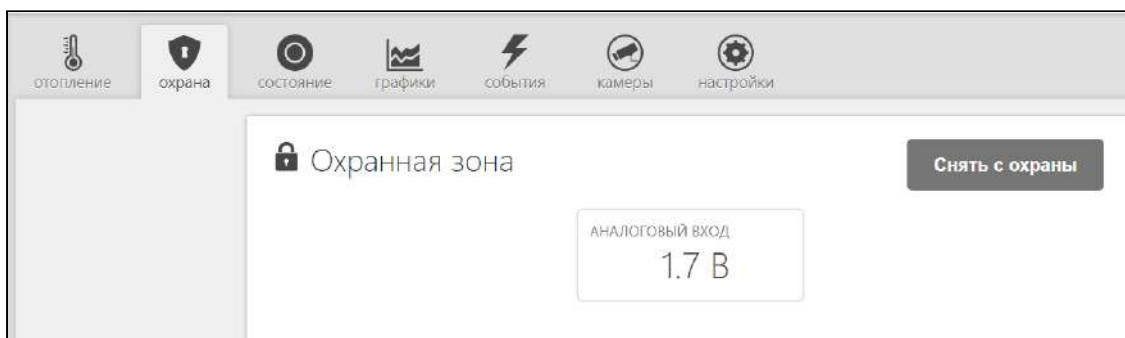 отопление охрана состояние графики события камеры настройки
Охранная зона Снять с охраны
АНАЛОГОВЫЙ ВХОД
1.7 В